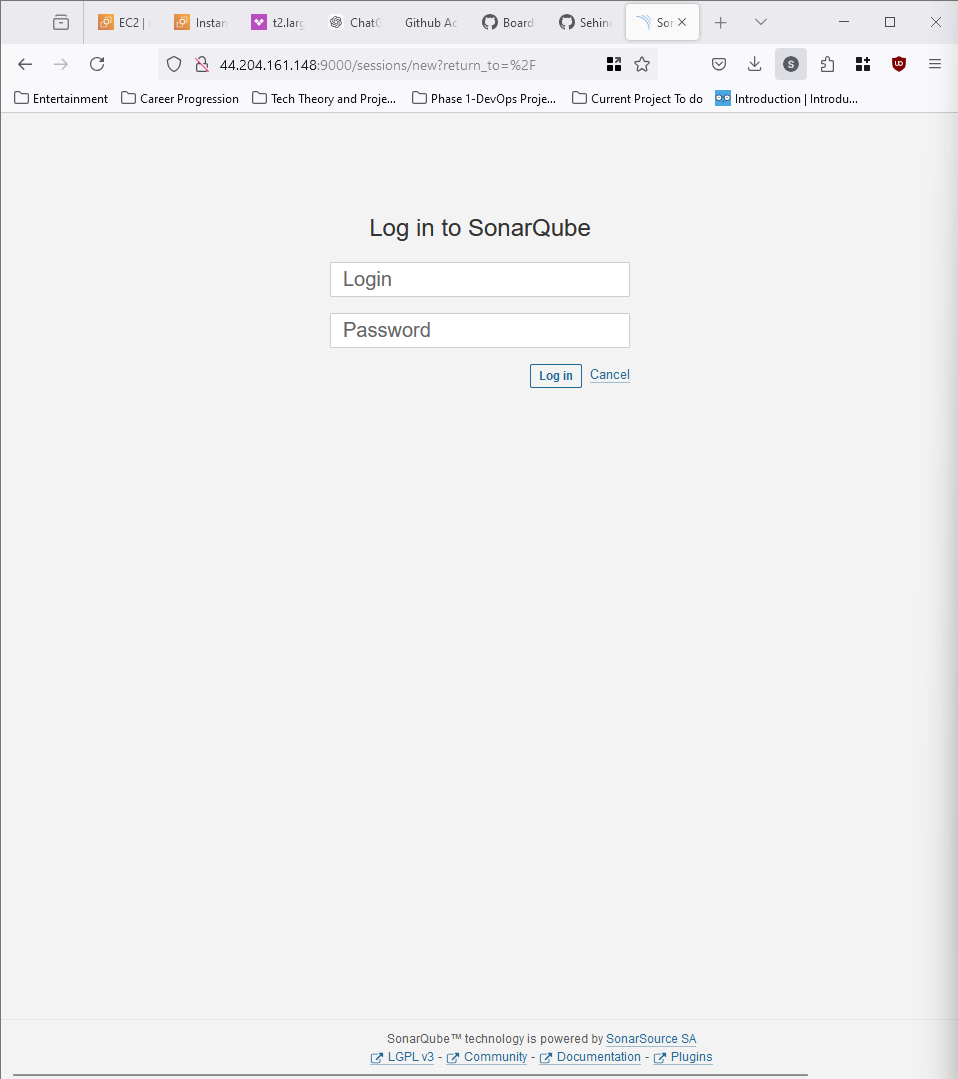 EC2 |
Instan
t2.larg
ChatG
Github Ac
Board
Sehin
Sor
44.204.161.148:9000/sessions/new?return_to=%2F
S
Entertainment
Career Progression
Tech Theory and Proje...
Phase 1-DevOps Proje...
Current Project To do
Introduction | Introdu...
Log in to SonarQube
Login
Password
Log in Cancel
SonarQube™ technology is powered by SonarSource SA
LGPL v3 - Community - Documentation - Plugins